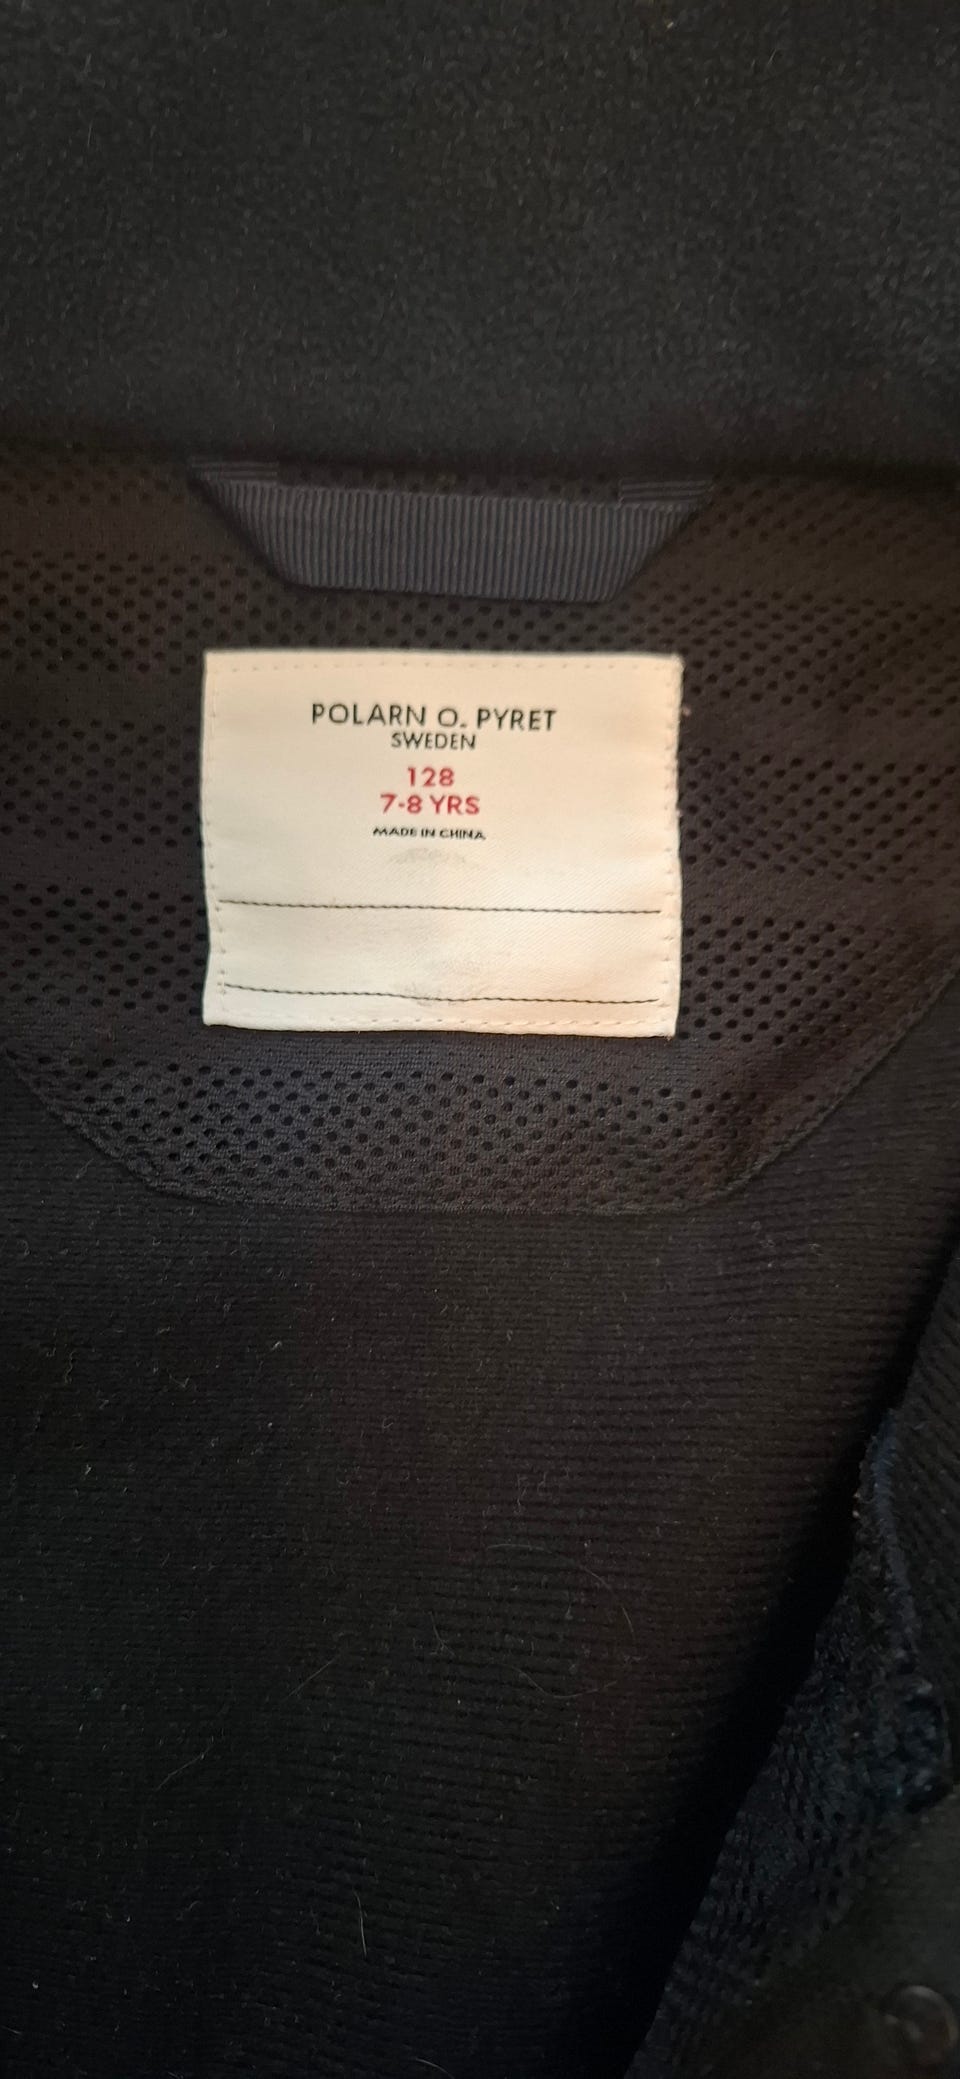 POLARN O. PYRET
SWEDEN
128
7-8 YRS
MADE IN CHINA